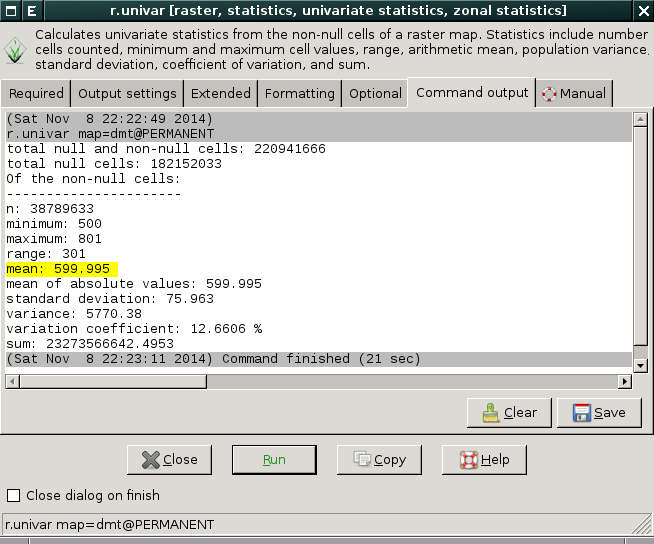 r.univar [raster, statistics, univariate statistics, zonal statistics]
Calculates univariate statistics from the non-null cells of a raster map. Statistics include number
cells counted, minimum and maximum cell values, range, arithmetic mean, population variance,
standard deviation, coefficient of variation, and sum.
Required Output settings Extended Formatting Optional Command output Manual
(Sat Nov  8 22:22:49 2014)
r.univar map=dmt@PERMANENT
total null and non-null cells: 220941666
total null cells: 182152033
Of the non-null cells:
----------------------
n: 38789633
minimum: 500
maximum: 801
range: 301
mean: 599.995
mean of absolute values: 599.995
standard deviation: 75.963
variance: 5770.38
variation coefficient: 12.6606 %
sum: 23273566642.4953
(Sat Nov  8 22:23:11 2014) Command finished (21 sec)
Clear Save
Close Run Copy Help
Close dialog on finish
r.univar map=dmt@PERMANENT